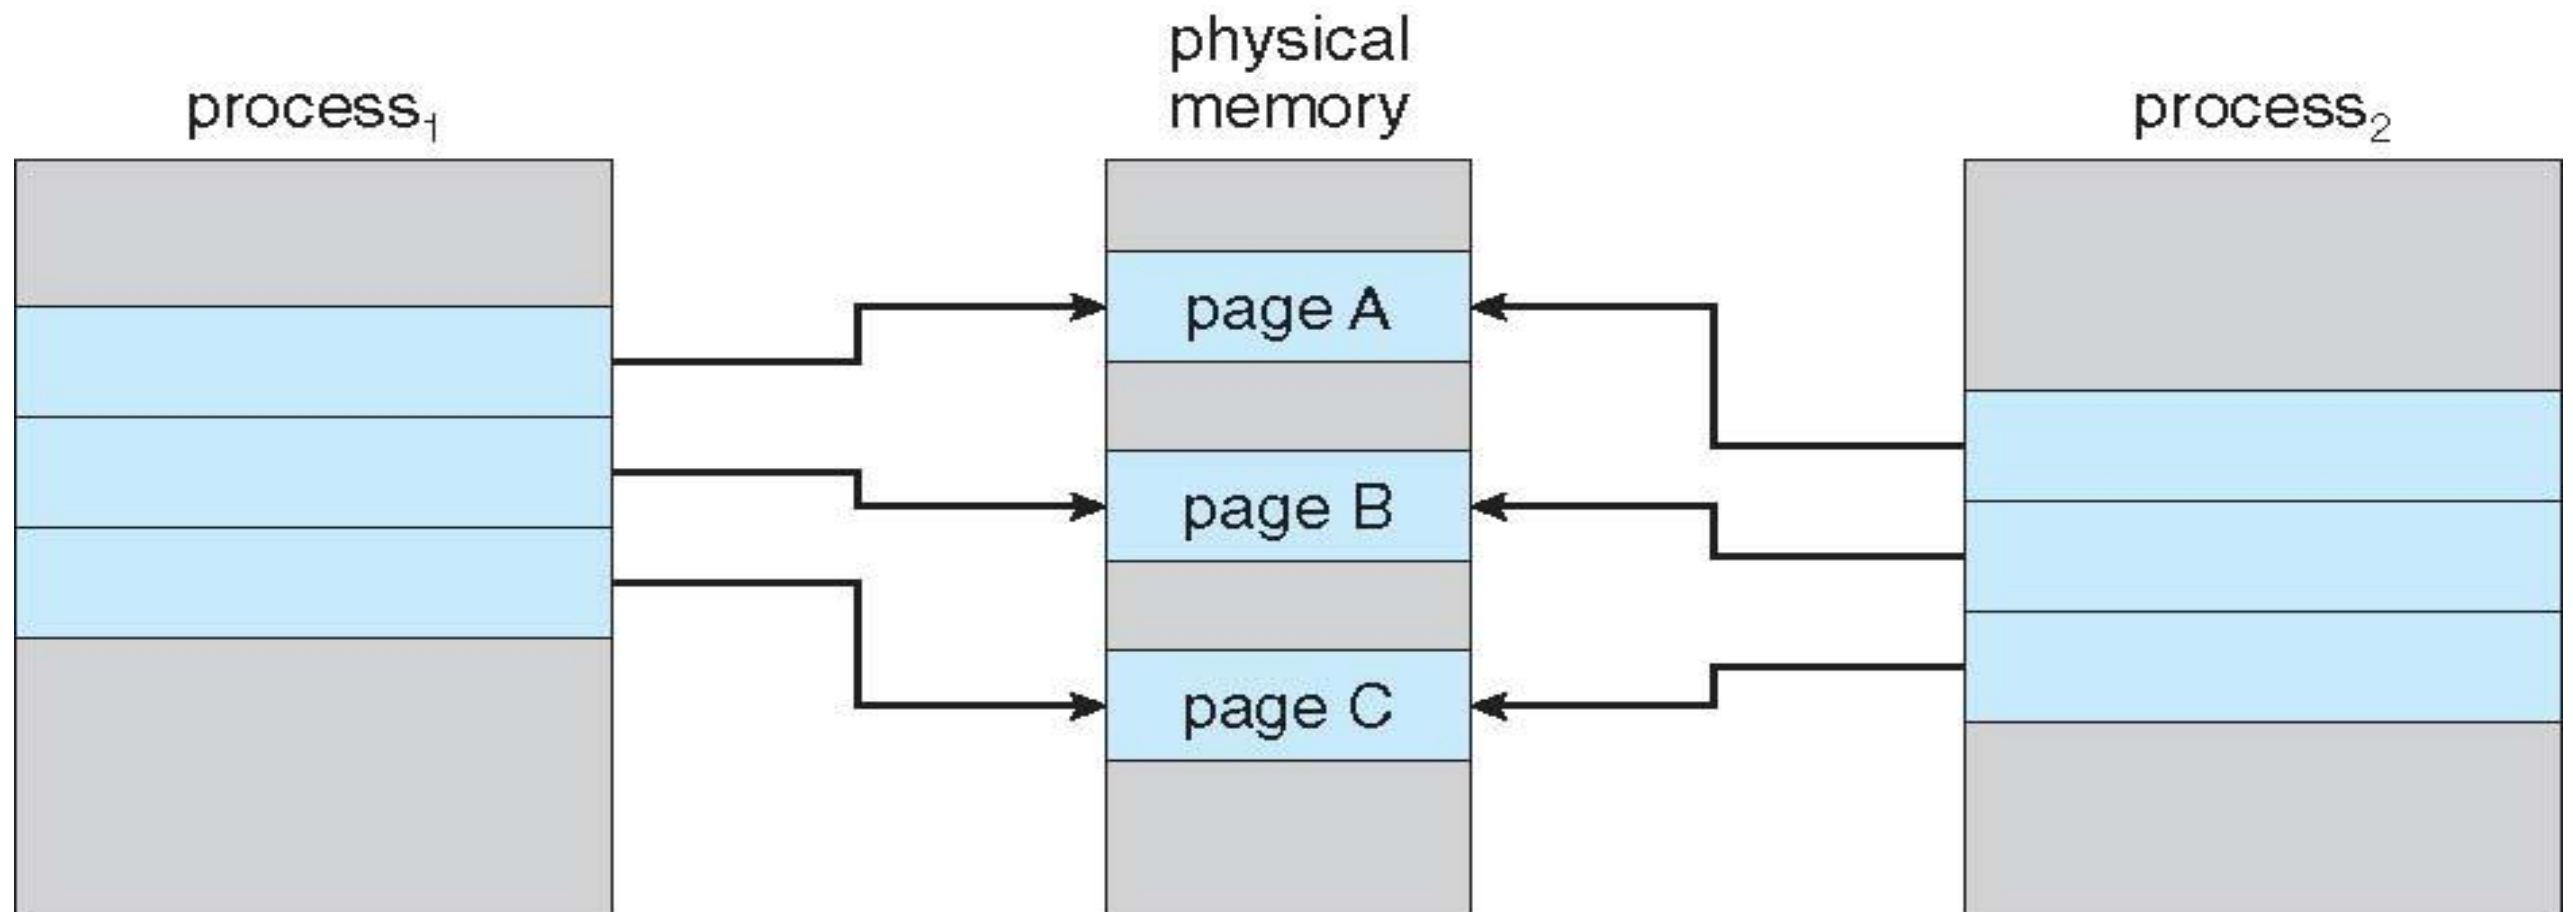 process₁
physical
memory
process₂
page A
page B
page C